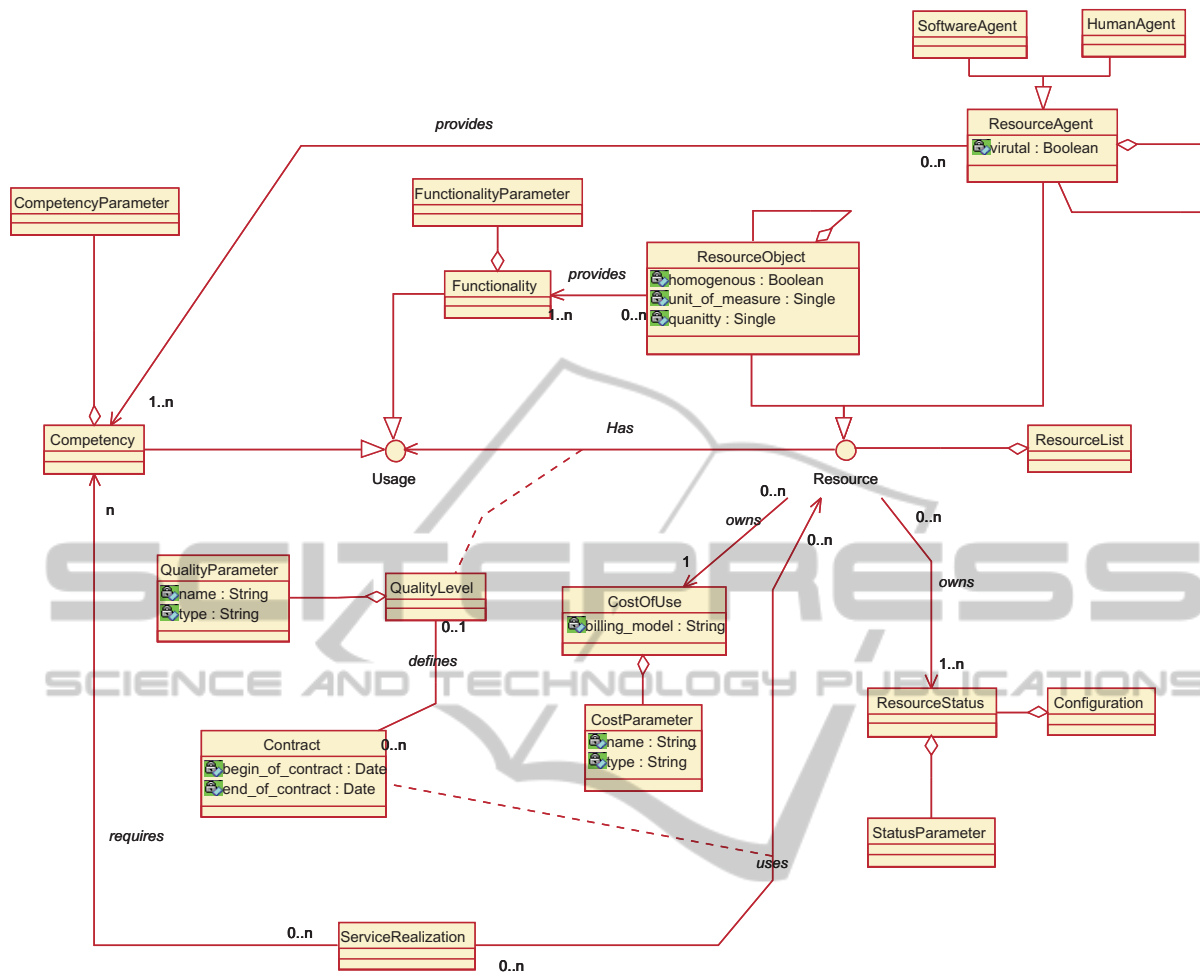 SoftwareAgent
HumanAgent
provides
ResourceAgent
virutal : Boolean
0..n
CompetencyParameter
FunctionalityParameter
ResourceObject
homogenous : Boolean
unit_of_measure : Single
quanitty : Single
Functionality
provides
1..n
0..n
1..n
Competency
Has
ResourceList
Usage
Resource
n
0..n
owns
0..n
0..n
1
QualityParameter
name : String
type : String
QualityLevel
0..1
CostOfUse
billing_model : String
owns
SCITEPRESS
SCIENCE AND TECHNOLOGY PUBLICATIONS
defines
1..n
ResourceStatus
Configuration
CostParameter
name : String
type : String
Contract
0..n
begin_of_contract : Date
end_of_contract : Date
StatusParameter
requires
uses
0..n
ServiceRealization
0..n